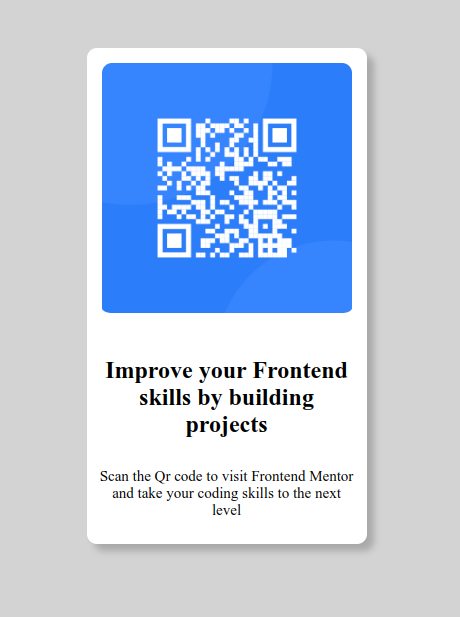 Improve your Frontend
skills by building
projects
Scan the Qr code to visit Frontend Mentor
and take your coding skills to the next
level